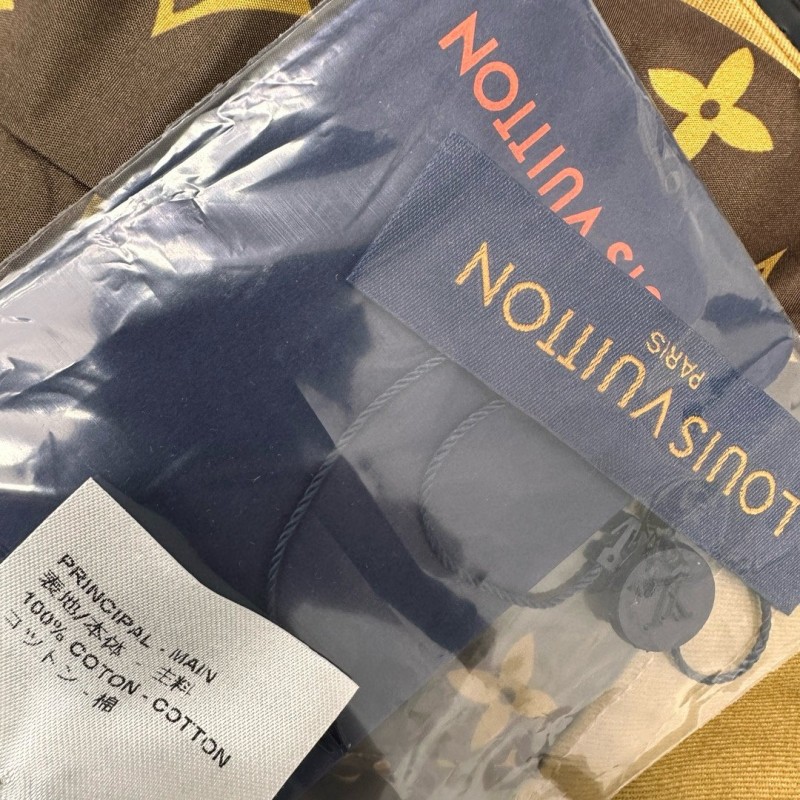 VUITTON
LOUIS VUITTON
PARIS
LV
PRINCIPAL - MAIN
表地/本体 - 主料
100% COTON - COTTON
コットン - 棉